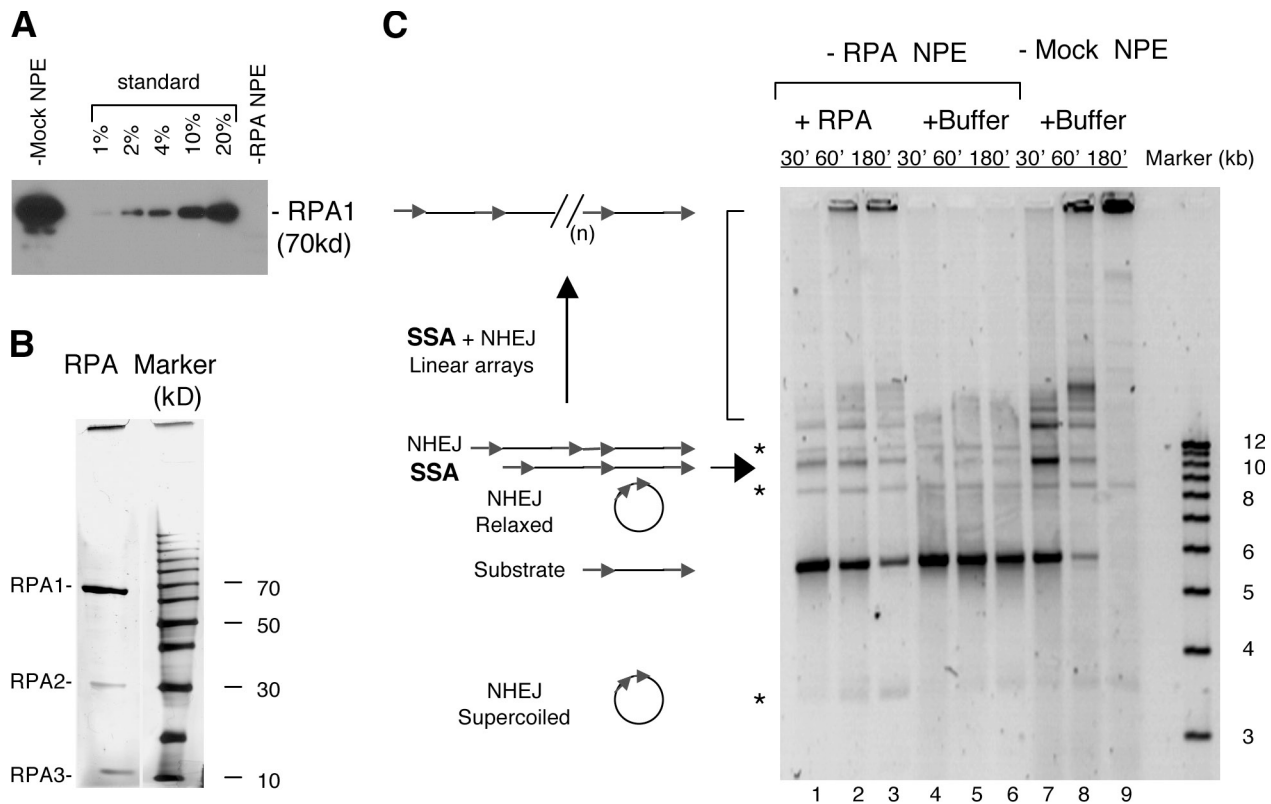 A
-Mock NPE
standard
1%
2%
4%
10%
20%
-RPA NPE
- RPA1
(70kd)
B
RPA Marker
(kD)
RPA1-
RPA2-
RPA3-
70
50
30
10
C
- RPA NPE
- Mock NPE
+ RPA
+Buffer
+Buffer
30’ 60’ 180’ 30’ 60’ 180’ 30’ 60’ 180’ Marker (kb)
(n)
SSA + NHEJ
Linear arrays
NHEJ
*
SSA
NHEJ
Relaxed
*
Substrate
NHEJ
Supercoiled
*
12
10
8
6
5
4
3
1 2 3 4 5 6 7 8 9